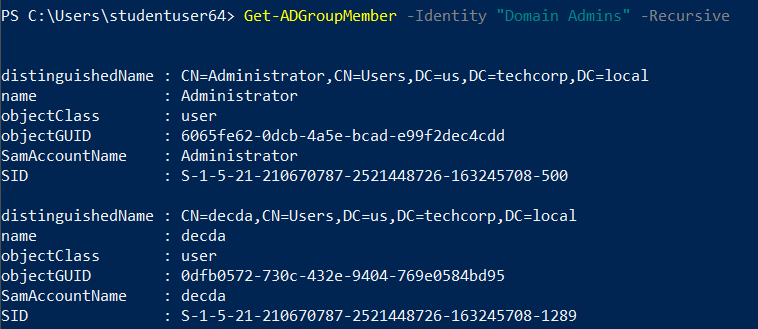 PS C:\Users\studentuser64> Get-ADGroupMember -Identity "Domain Admins" -Recursive
distinguishedName : CN=Administrator,CN=Users,DC=us,DC=techcorp,DC=local
name : Administrator
objectClass : user
objectGUID : 6065fe62-0dcb-4a5e-bcad-e99f2dec4cdd
SamAccountName : Administrator
SID : S-1-5-21-210670787-2521448726-163245708-500
distinguishedName : CN=decda,CN=Users,DC=us,DC=techcorp,DC=local
name : decda
objectClass : user
objectGUID : 0dfb0572-730c-432e-9404-769e0584bd95
SamAccountName : decda
SID : S-1-5-21-210670787-2521448726-163245708-1289